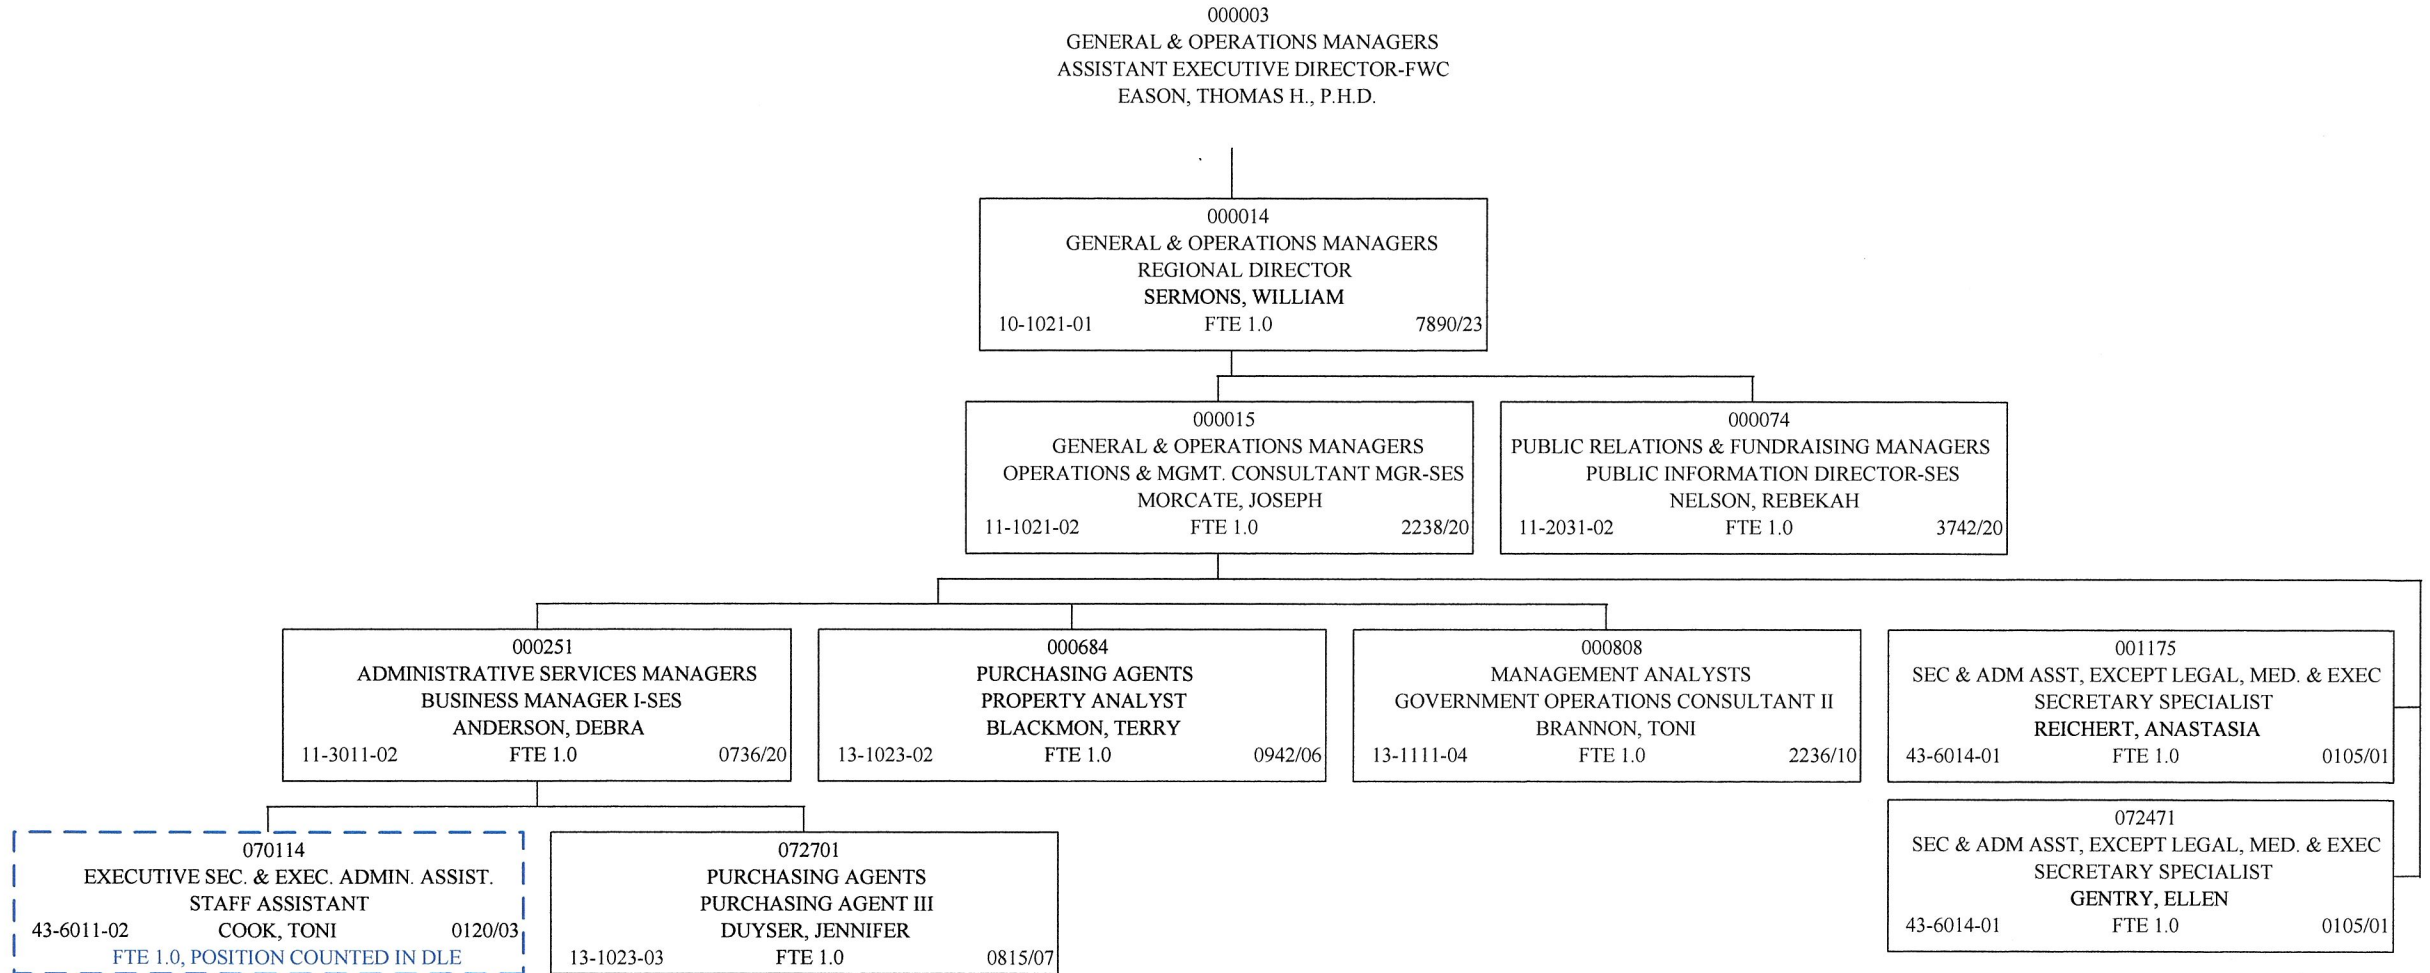 000003
GENERAL & OPERATIONS MANAGERS
ASSISTANT EXECUTIVE DIRECTOR-FWC
EASON, THOMAS H., P.H.D.
000014
GENERAL & OPERATIONS MANAGERS
REGIONAL DIRECTOR
SERMONS, WILLIAM
10-1021-01 FTE 1.0 7890/23
000015
GENERAL & OPERATIONS MANAGERS
OPERATIONS & MGMT. CONSULTANT MGR-SES
MORCATE, JOSEPH
11-1021-02 FTE 1.0 2238/20
000074
PUBLIC RELATIONS & FUNDRAISING MANAGERS
PUBLIC INFORMATION DIRECTOR-SES
NELSON, REBEKAH
11-2031-02 FTE 1.0 3742/20
000251
ADMINISTRATIVE SERVICES MANAGERS
BUSINESS MANAGER I-SES
ANDERSON, DEBRA
11-3011-02 FTE 1.0 0736/20
000684
PURCHASING AGENTS
PROPERTY ANALYST
BLACKMON, TERRY
13-1023-02 FTE 1.0 0942/06
000808
MANAGEMENT ANALYSTS
GOVERNMENT OPERATIONS CONSULTANT II
BRANNON, TONI
13-1111-04 FTE 1.0 2236/10
001175
SEC & ADM ASST, EXCEPT LEGAL, MED. & EXEC
SECRETARY SPECIALIST
REICHERT, ANASTASIA
43-6014-01 FTE 1.0 0105/01
070114
EXECUTIVE SEC. & EXEC. ADMIN. ASSIST.
STAFF ASSISTANT
43-6011-02 COOK, TONI 0120/03
FTE 1.0, POSITION COUNTED IN DLE
072701
PURCHASING AGENTS
PURCHASING AGENT III
DUYSER, JENNIFER
13-1023-03 FTE 1.0 0815/07
072471
SEC & ADM ASST, EXCEPT LEGAL, MED. & EXEC
SECRETARY SPECIALIST
GENTRY, ELLEN
43-6014-01 FTE 1.0 0105/01